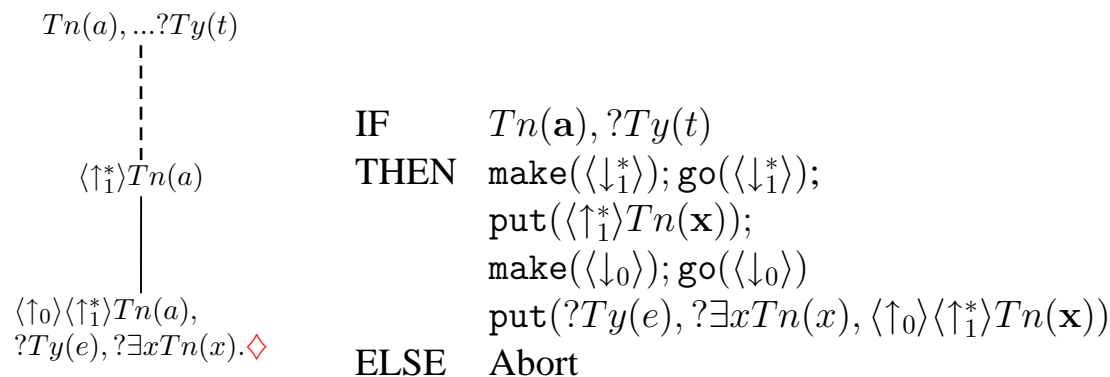 Tn(a), ...?Ty(t)
⟨↑₁*⟩Tn(a)
⟨↑₀⟩⟨↑₁*⟩Tn(a),
?Ty(e), ?∃xTn(x).♢
IF Tn(a), ?Ty(t)
THEN make(⟨↓₁*⟩); go(⟨↓₁*⟩);
put(⟨↑₁*⟩Tn(x));
make(⟨↓₀⟩); go(⟨↓₀⟩)
put(?Ty(e), ?∃xTn(x), ⟨↑₀⟩⟨↑₁*⟩Tn(x))
ELSE Abort